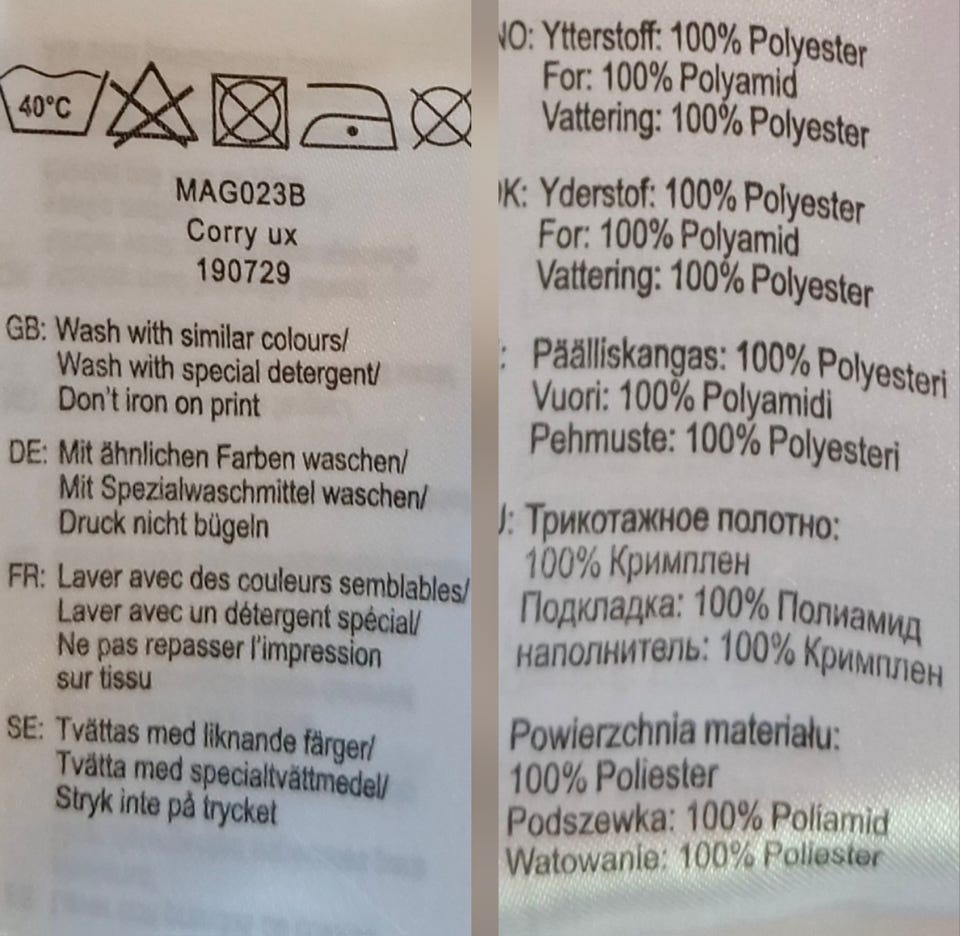 40°C
MAG023B
Corry ux
190729
GB: Wash with similar colours/
Wash with special detergent/
Don't iron on print
DE: Mit ähnlichen Farben waschen/
Mit Spezialwaschmittel waschen/
Druck nicht bügeln
FR: Laver avec des couleurs semblables/
Laver avec un détergent spécial/
Ne pas repasser l'impression
sur tissu
SE: Tvättas med liknande färger/
Tvätta med specialtvättmedel/
Stryk inte på trycket
NO: Ytterstoff: 100% Polyester
For: 100% Polyamid
Vattering: 100% Polyester
DK: Yderstof: 100% Polyester
For: 100% Polyamid
Vattering: 100% Polyester
: Päälliskangas: 100% Polyesteri
Vuori: 100% Polyamidi
Pehmuste: 100% Polyesteri
: Трикотажное полотно:
100% Кримплен
Подкладка: 100% Полиамид
наполнитель: 100% Кримплен
Powierzchnia materiału:
100% Poliester
Podszewka: 100% Poliamid
Watowanie: 100% Poliester